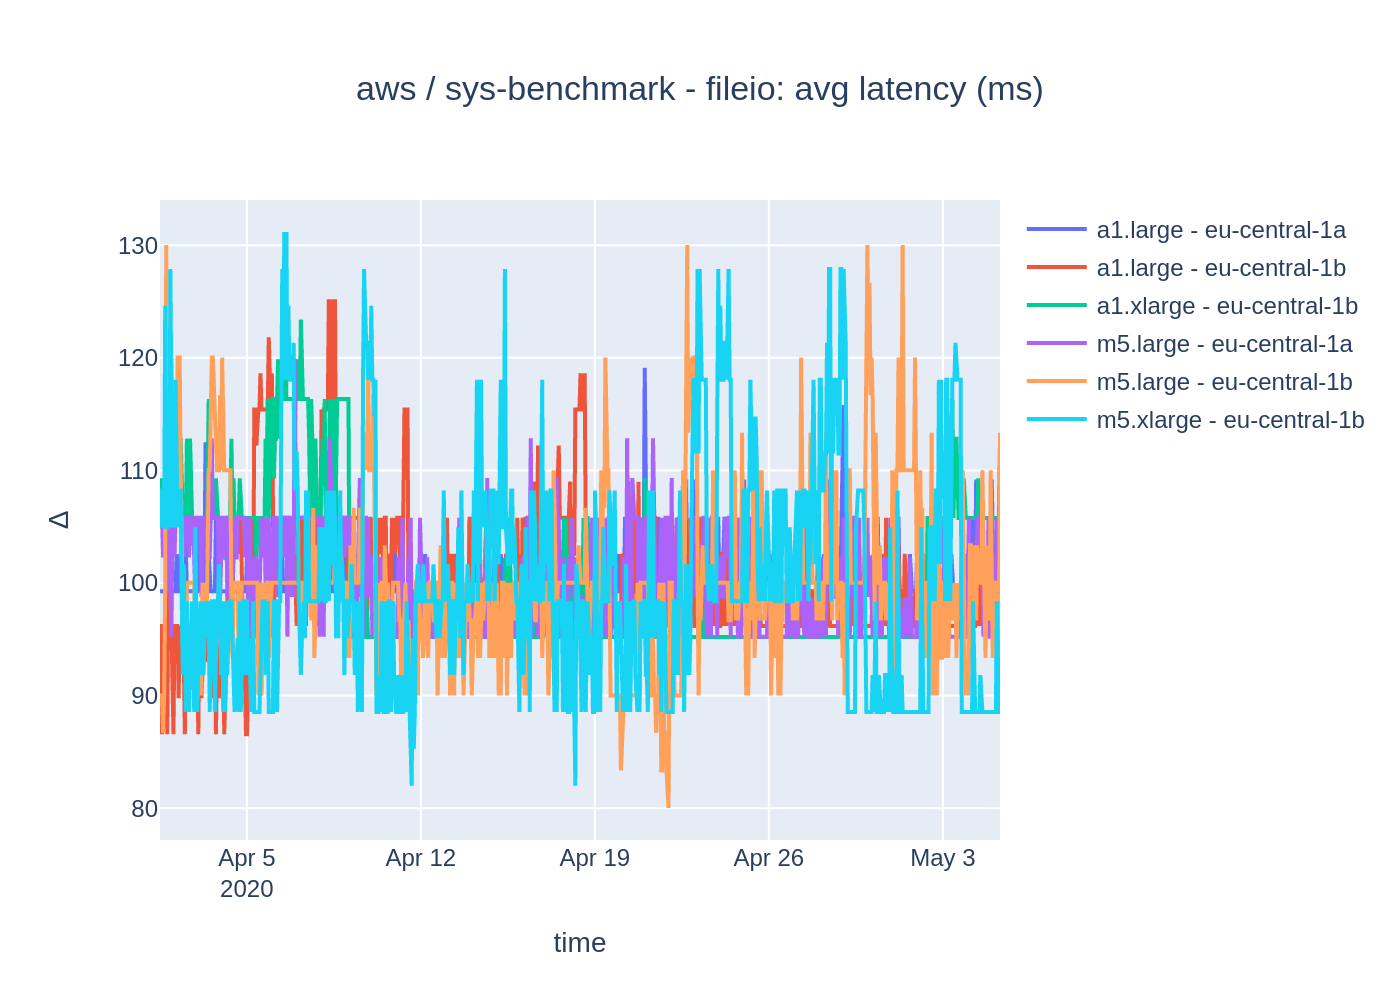 aws / sys-benchmark - fileio: avg latency (ms)
130
120
110
100
90
80
Δ
Apr 5
2020
Apr 12
Apr 19
Apr 26
May 3
time
a1.large - eu-central-1a
a1.large - eu-central-1b
a1.xlarge - eu-central-1b
m5.large - eu-central-1a
m5.large - eu-central-1b
m5.xlarge - eu-central-1b